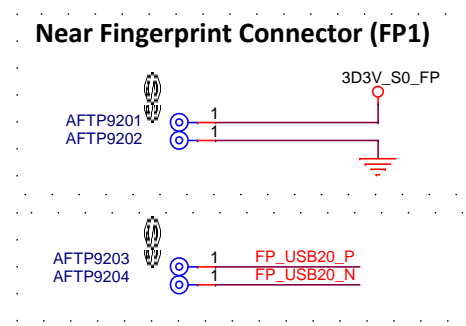 Near Fingerprint Connector (FP1)
3D3V_S0_FP
AFTP9201 1
AFTP9202 1
AFTP9203 1 FP_USB20_P
AFTP9204 1 FP_USB20_N